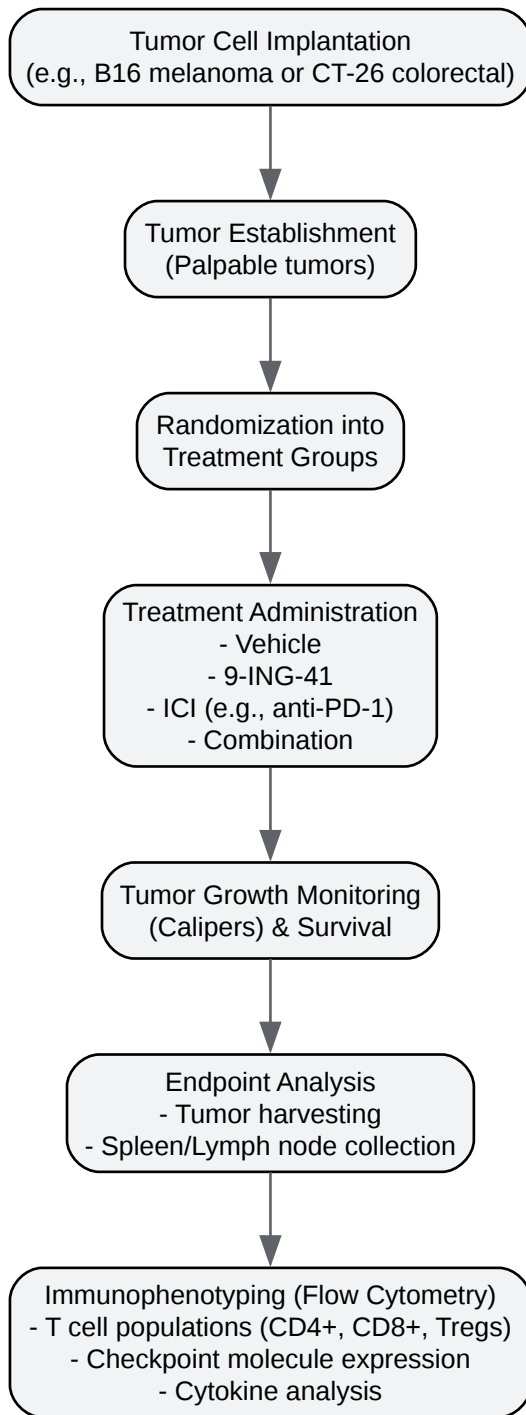 Tumor Cell Implantation
(e.g., B16 melanoma or CT-26 colorectal)
Tumor Establishment
(Palpable tumors)
Randomization into
Treatment Groups
Treatment Administration
- Vehicle
- 9-ING-41
- ICI (e.g., anti-PD-1)
- Combination
Tumor Growth Monitoring
(Calipers) & Survival
Endpoint Analysis
- Tumor harvesting
- Spleen/Lymph node collection
Immunophenotyping (Flow Cytometry)
- T cell populations (CD4+, CD8+, Tregs)
- Checkpoint molecule expression
- Cytokine analysis